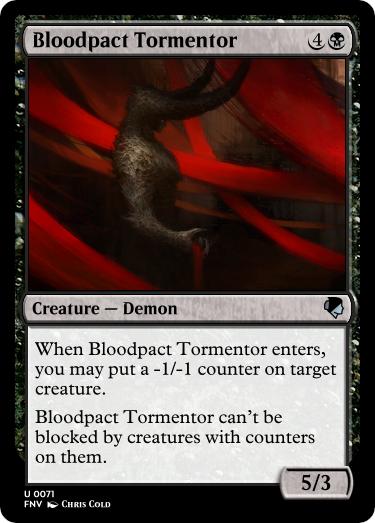 Bloodpact Tormentor 4
Creature — Demon
When Bloodpact Tormentor enters,
you may put a -1/-1 counter on target
creature.
Bloodpact Tormentor can't be
blocked by creatures with counters
on them.
5/3
U 0071
FNV Chris Cold